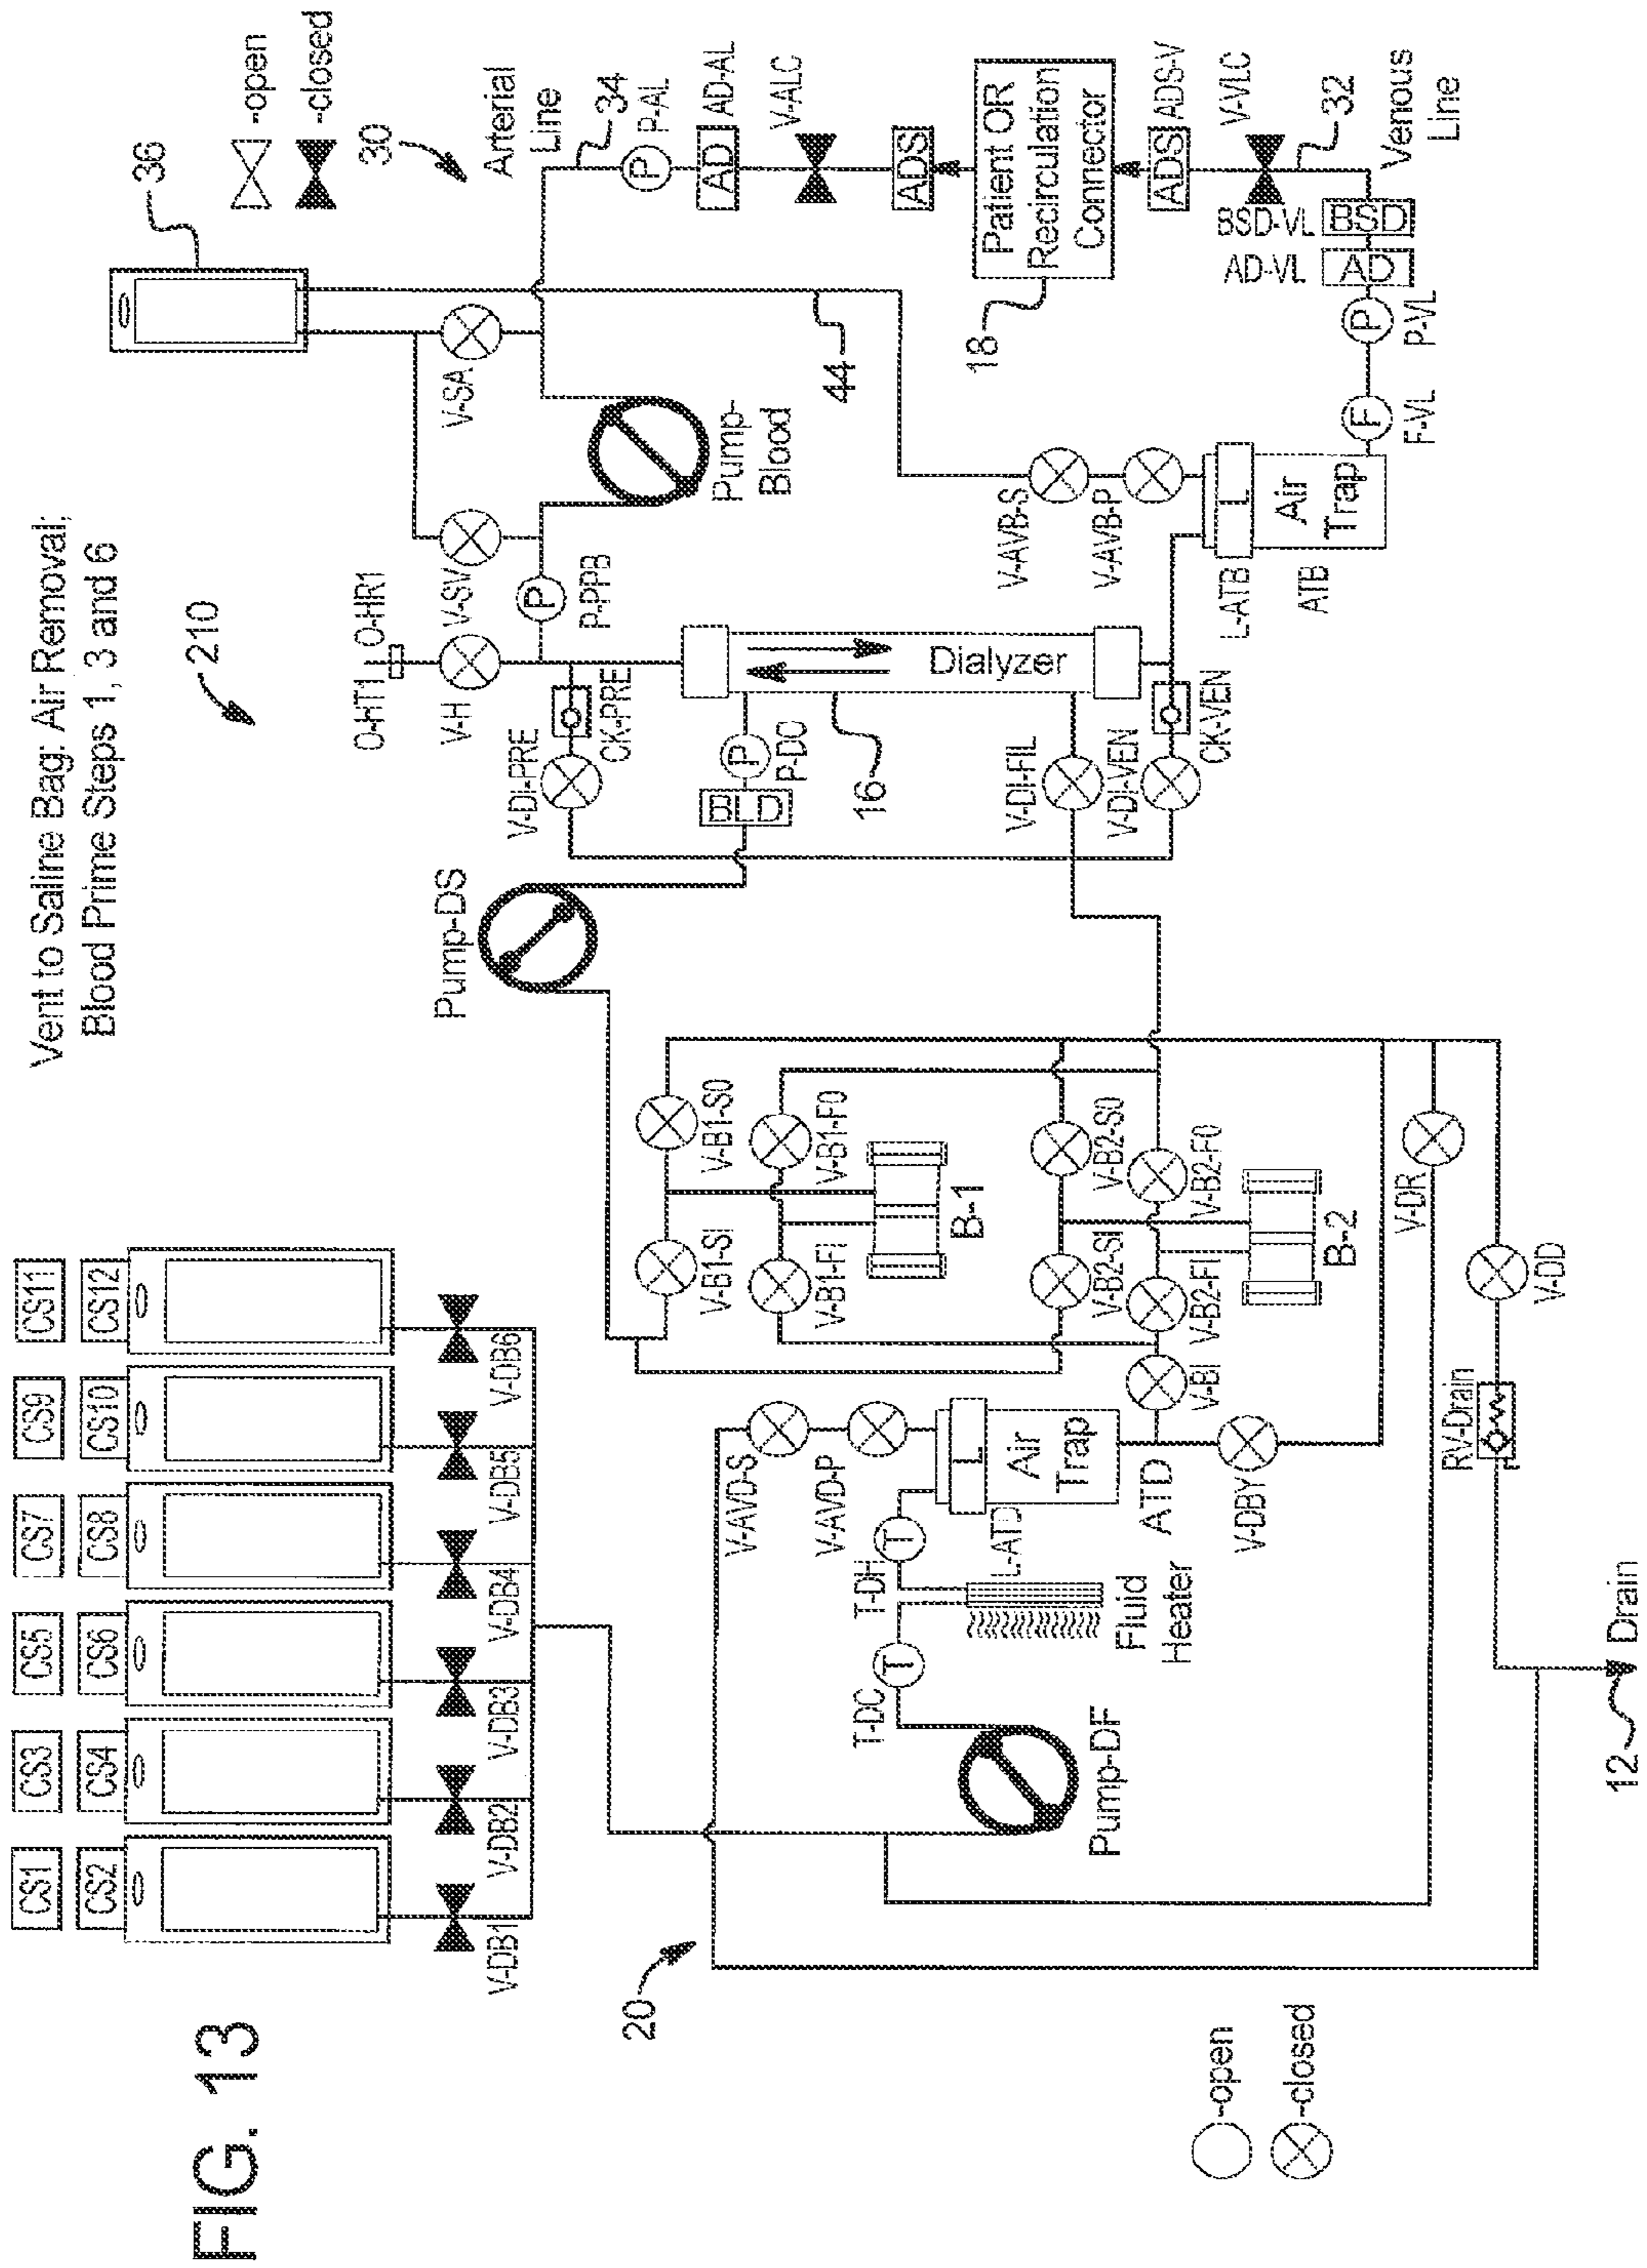 FIG. 13
Vent to Saline Bag: Air Removal;
Blood Prime Steps 1, 3 and 6
210
CS1
CS2
CS3
CS4
CS5
CS6
CS7
CS8
CS9
CS10
CS11
CS12
V-DB1
V-DB2
V-DB3
V-DB4
V-DB5
V-DB6
36
-open
-closed
30
Arterial
Line
34
P-AL
P
AD
AD-AL
V-ALC
ADS
Patient OR
Recirculation
Connector
18
ADS
ADS-V
V-VLC
32
Venous
Line
BSD-VL
BSD
AD-VL
AD
P
P-VL
F
F-VL
V-SA
44
Pump-
Blood
V-SV
P
P-PPB
O-HT1
O-HR1
V-H
V-DI-PRE
CK-PRE
Dialyzer
16
P
P-DO
BLD
V-DI-FIL
V-DI-VEN
CK-VEN
V-AVB-S
V-AVB-P
L-ATB
L
Air
Trap
ATB
Pump-DS
V-B1-SI
V-B1-S0
V-B1-FI
V-B1-F0
B-1
V-B2-SI
V-B2-S0
V-B2-FI
V-B2-F0
B-2
V-BI
V-DBY
V-DR
V-DD
RV-Drain
V-AVD-S
V-AVD-P
L
Air
Trap
L-ATD
ATD
T
T-DH
T
T-DC
Fluid
Heater
Pump-DF
20
12
Drain
-open
-closed